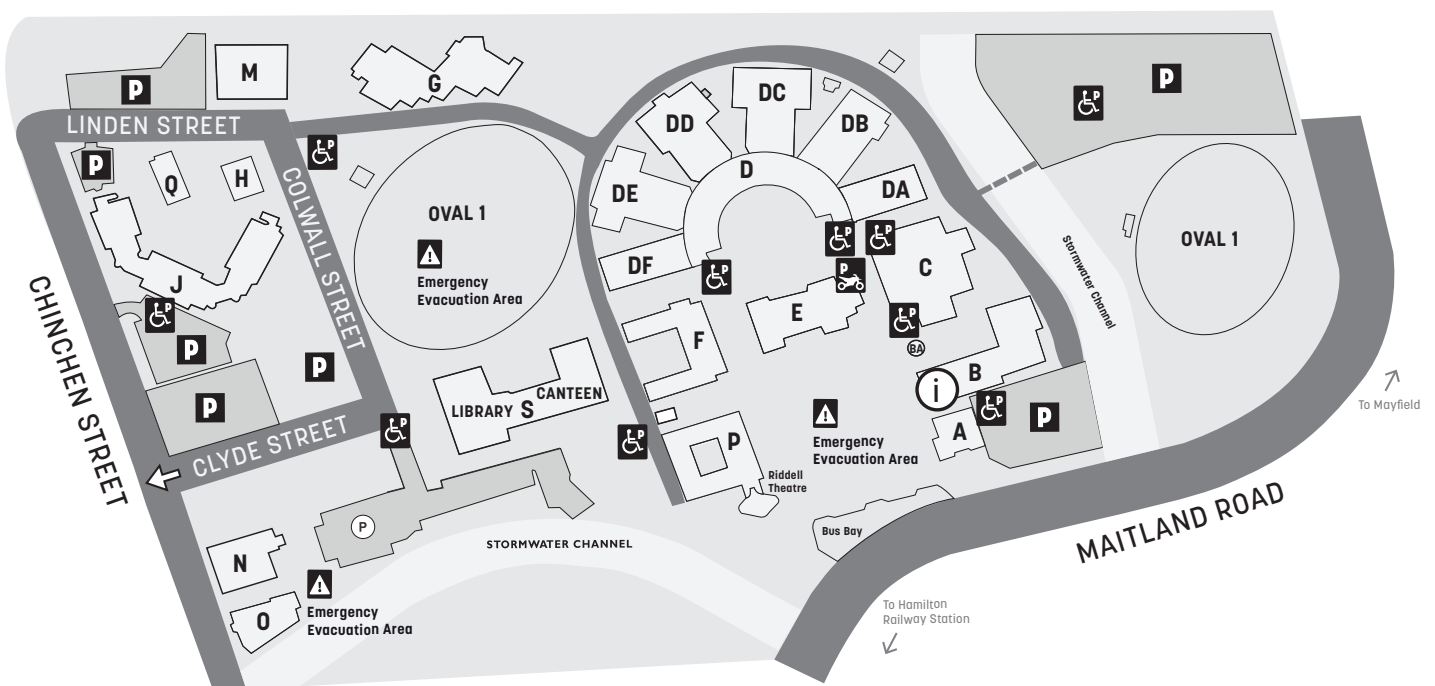 P
M
G
LINDEN STREET
P
Q
H
P
COLWALL STREET
J
P
P
P
P
CHINCHEN STREET
CLYDE STREET
P
OVAL 1
Emergency
Evacuation Area
LIBRARY S CANTEEN
P
P
P
N
O
Emergency
Evacuation Area
STORMWATER CHANNEL
DC
DD
DB
D
DE
DA
DF
P
P
P
P
C
E
P
BA
F
B
i
P
P
A
P
Riddell
Theatre
Emergency
Evacuation Area
Bus Bay
P
P
Stormwater Channel
OVAL 1
MAITLAND ROAD
To Mayfield
To Hamilton
Railway Station